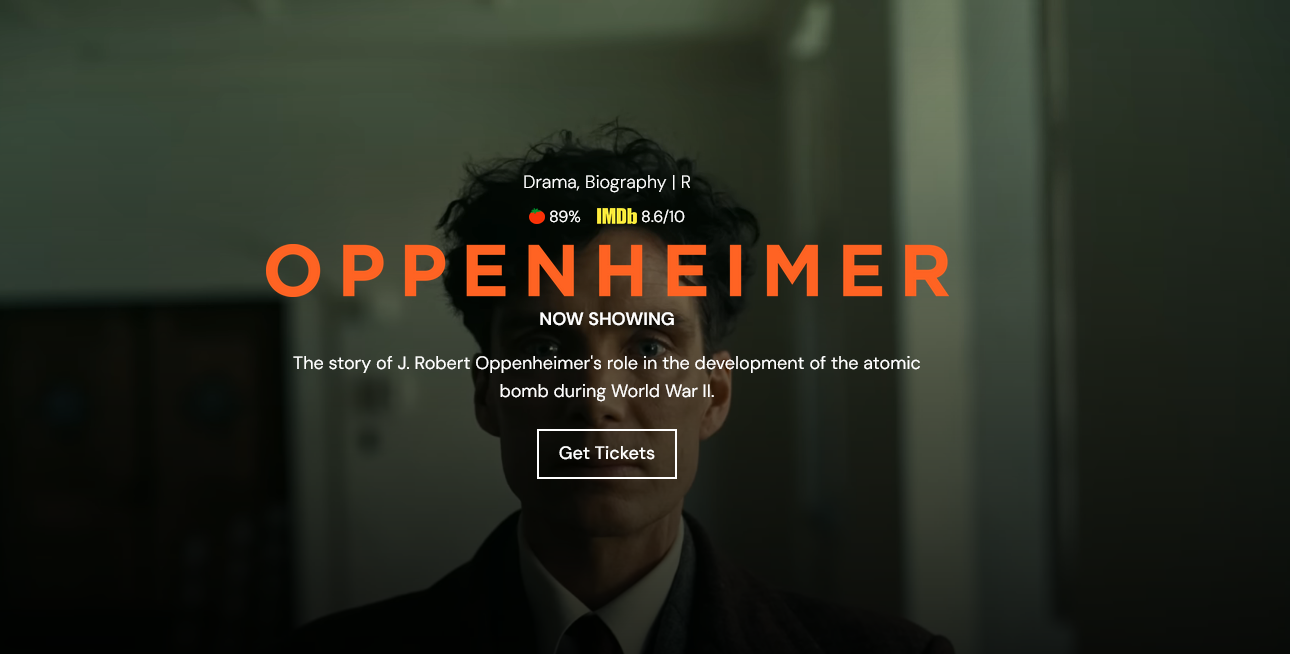 Drama, Biography | R
89% IMDb 8.6/10
OPPENHEIMER
NOW SHOWING
The story of J. Robert Oppenheimer's role in the development of the atomic
bomb during World War II.
Get Tickets